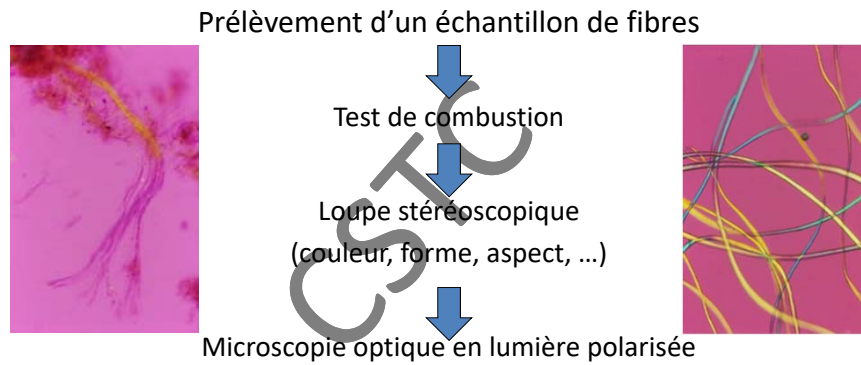 Prélèvement d'un échantillon de fibres
Test de combustion
Loupe stéréoscopique
(couleur, forme, aspect, …)
Microscopie optique en lumière polarisée
CSTC